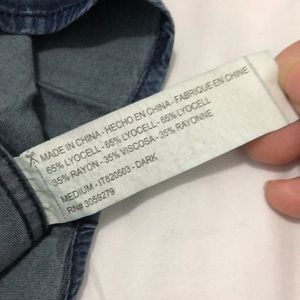 MADE IN CHINA - HECHO EN CHINA - FABRIQUE EN CHINE
65% LYOCELL - 65% LYOCELL - 65% LYOCELL
35% RAYON - 35% VISCOSA - 35% RAYONNE
MEDIUM - IT820503 - DARK
RN# 3059279